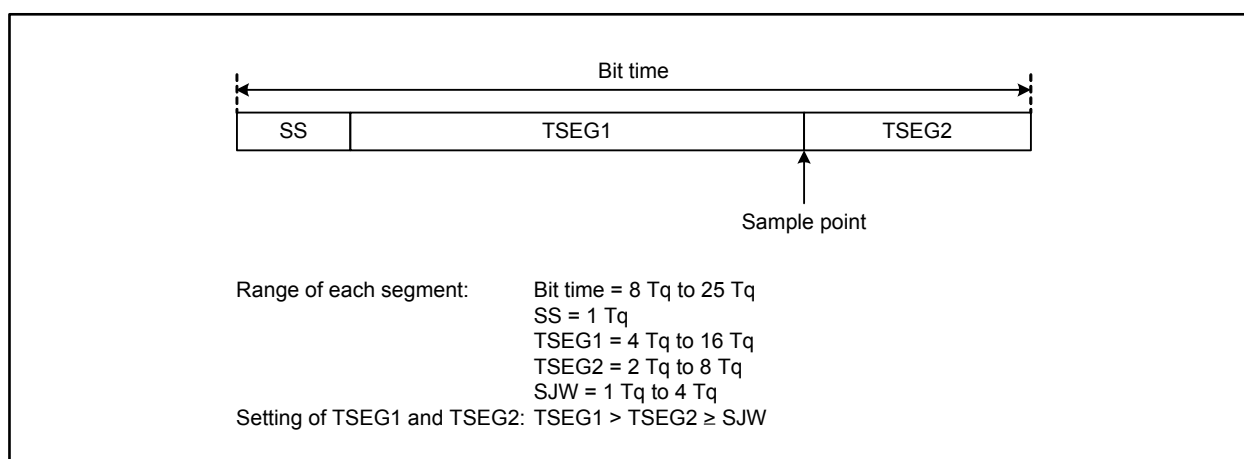 Bit time
SS TSEG1 TSEG2
Sample point
Range of each segment: Bit time = 8 Tq to 25 Tq
SS = 1 Tq
TSEG1 = 4 Tq to 16 Tq
TSEG2 = 2 Tq to 8 Tq
SJW = 1 Tq to 4 Tq
Setting of TSEG1 and TSEG2: TSEG1 > TSEG2 ≥ SJW